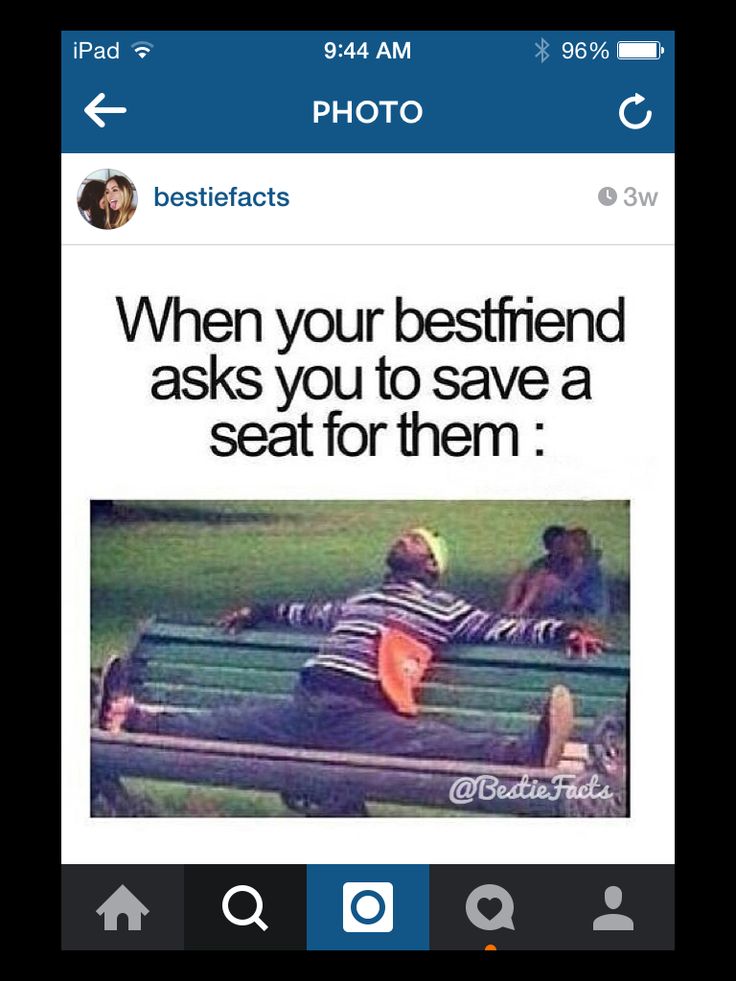 iPad 9:44 AM 96%
PHOTO
bestiefacts 3w
When your bestfriend
asks you to save a
seat for them :
@BestieFacts